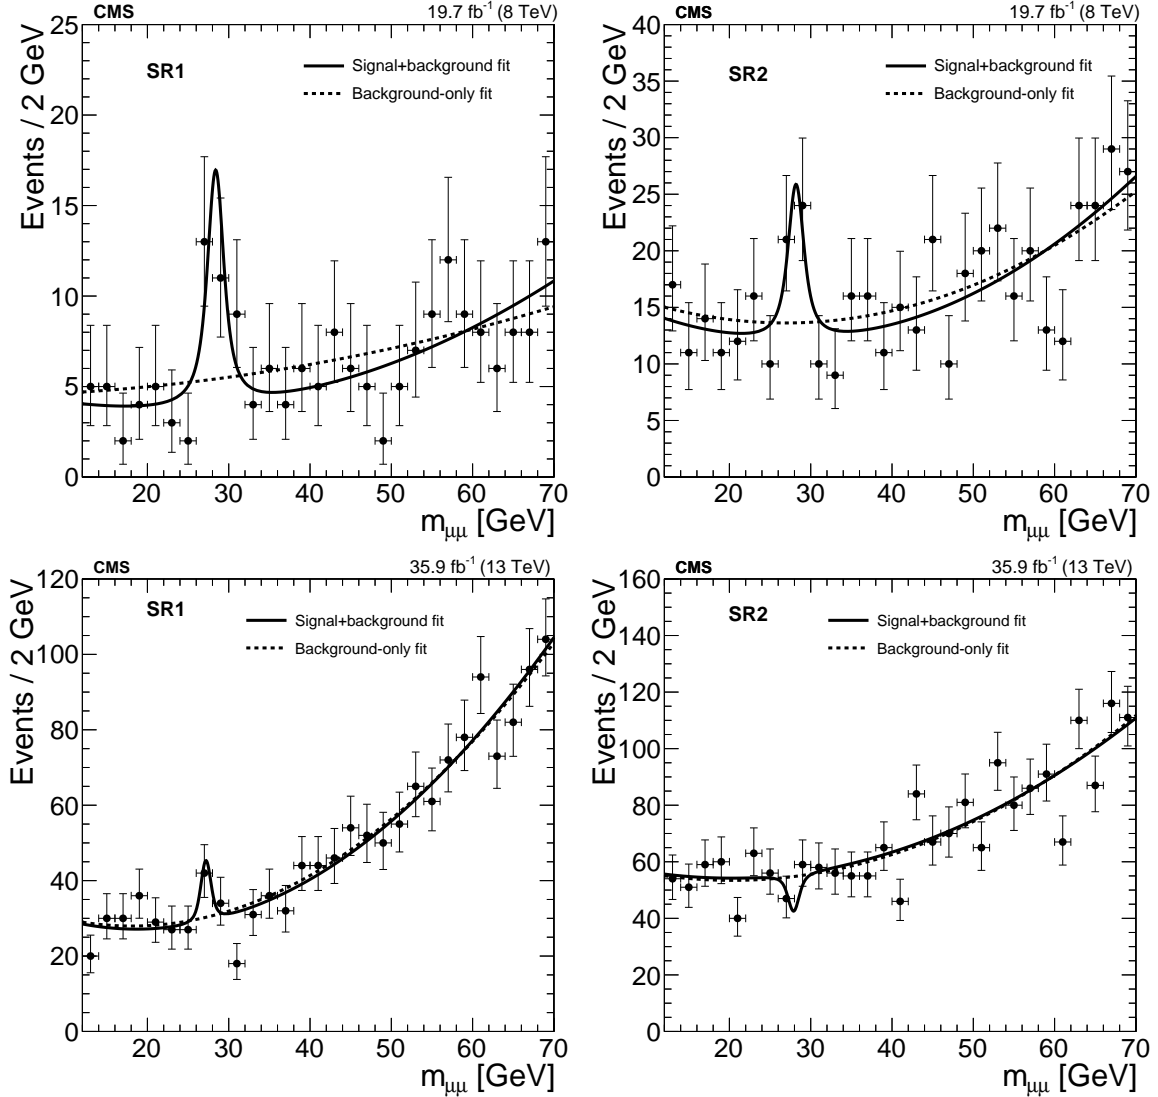 CMS 19.7 fb-1 (8 TeV)
SR1
Signal+background fit
Background-only fit
Events / 2 GeV
25
20
15
10
5
0
20 30 40 50 60 70
mμμ [GeV]
CMS 19.7 fb-1 (8 TeV)
SR2
Signal+background fit
Background-only fit
Events / 2 GeV
40
35
30
25
20
15
10
5
0
20 30 40 50 60 70
mμμ [GeV]
CMS 35.9 fb-1 (13 TeV)
SR1
Signal+background fit
Background-only fit
Events / 2 GeV
120
100
80
60
40
20
0
20 30 40 50 60 70
mμμ [GeV]
CMS 35.9 fb-1 (13 TeV)
SR2
Signal+background fit
Background-only fit
Events / 2 GeV
160
140
120
100
80
60
40
20
0
20 30 40 50 60 70
mμμ [GeV]